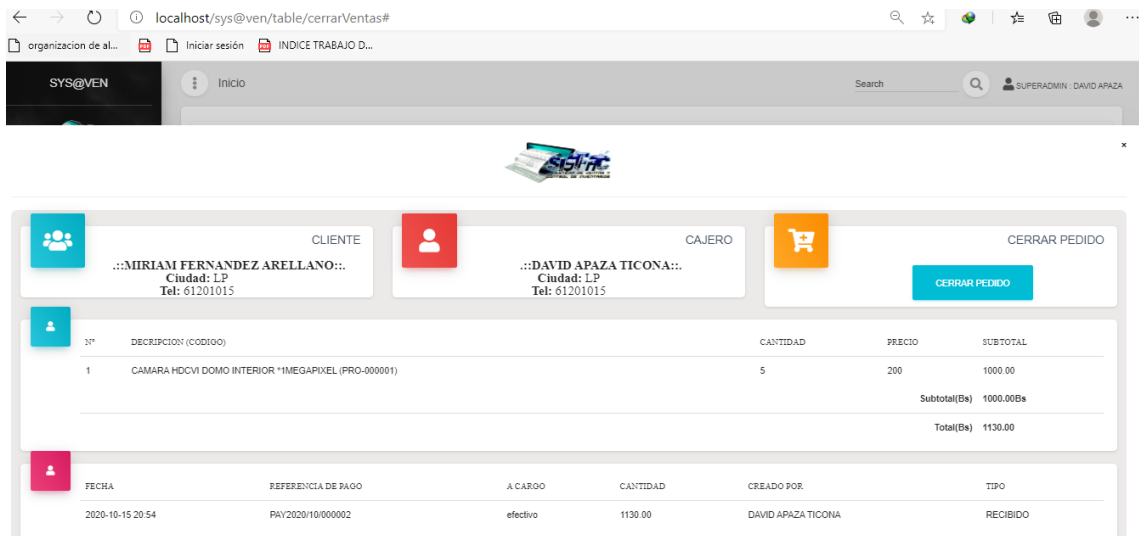 localhost/sys@ven/table/cerrarVentas#
organizacion de al... Iniciar sesión INDICE TRABAJO D...
SYS@VEN Inicio Search SUPERADMIN : DAVID APAZA
×
CLIENTE
.::MIRIAM FERNANDEZ ARELLANO::.
Ciudad: LP
Tel: 61201015
CAJERO
.::DAVID APAZA TICONA::.
Ciudad: LP
Tel: 61201015
CERRAR PEDIDO
CERRAR PEDIDO
Nº DECRIPCION (CODIGO) CANTIDAD PRECIO SUBTOTAL
1 CAMARA HDCVI DOMO INTERIOR *1MEGAPIXEL (PRO-000001) 5 200 1000.00
Subtotal(Bs) 1000.00Bs
Total(Bs) 1130.00
FECHA REFERENCIA DE PAGO A CARGO CANTIDAD CREADO POR TIPO
2020-10-15 20:54 PAY2020/10/000002 efectivo 1130.00 DAVID APAZA TICONA RECIBIDO